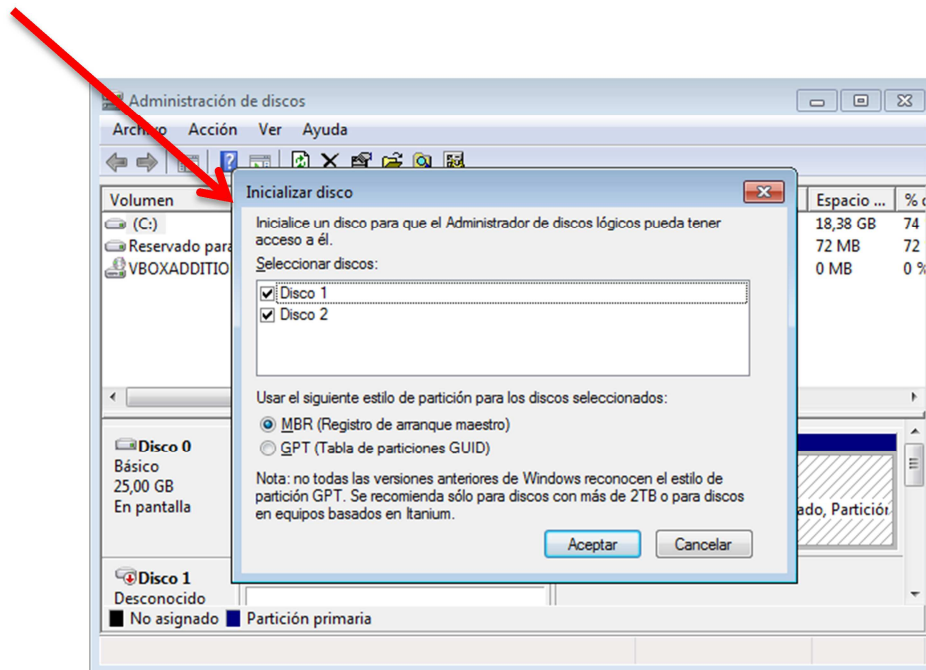 Administración de discos
Archivo Acción Ver Ayuda
Volumen
Espacio ...
(C:)
18,38 GB 74
Reservado para
72 MB 72
VBOXADDITIO
0 MB 0 %
Inicializar disco
Inicialice un disco para que el Administrador de discos lógicos pueda tener
acceso a él.
Seleccionar discos:
Disco 1
Disco 2
Usar el siguiente estilo de partición para los discos seleccionados:
MBR (Registro de arranque maestro)
GPT (Tabla de particiones GUID)
Nota: no todas las versiones anteriores de Windows reconocen el estilo de
partición GPT. Se recomienda sólo para discos con más de 2TB o para discos
en equipos basados en Itanium.
Aceptar Cancelar
Disco 0
Básico
25,00 GB
En pantalla
ado, Partición
Disco 1
Desconocido
No asignado Partición primaria